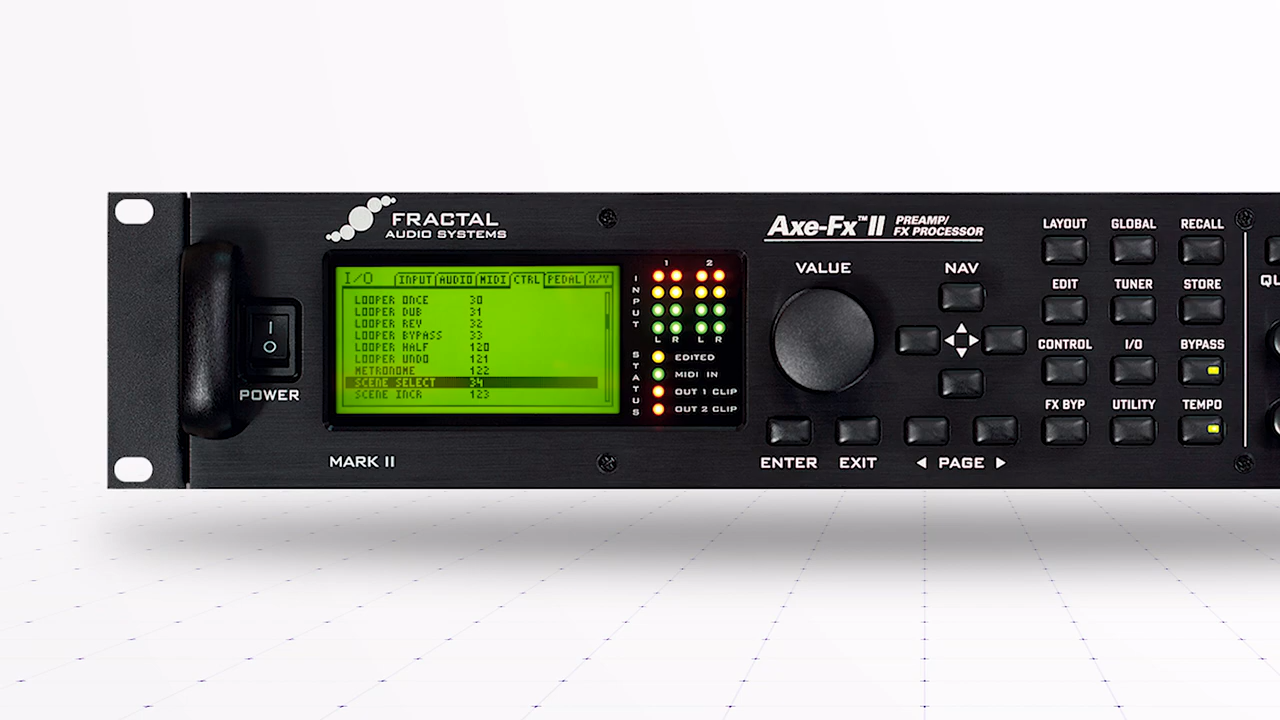 FRACTAL
AUDIO SYSTEMS
I/O INPUT AUDIO MIDI CTRL PEDAL X/Y
LOOPER ONCE 30
LOOPER DUB 31
LOOPER REV 32
LOOPER BYPASS 33
LOOPER HALF 120
LOOPER UNDO 121
METRONOME 122
SCENE SELECT 34
SCENE INCR 123
1 2
INPUT
L R L R
STATUS
EDITED
MIDI IN
OUT 1 CLIP
OUT 2 CLIP
POWER
MARK II
Axe-Fx™ II PREAMP/
FX PROCESSOR
VALUE
NAV
ENTER EXIT PAGE
LAYOUT GLOBAL RECALL
EDIT TUNER STORE
CONTROL I/O BYPASS
FX BYP UTILITY TEMPO